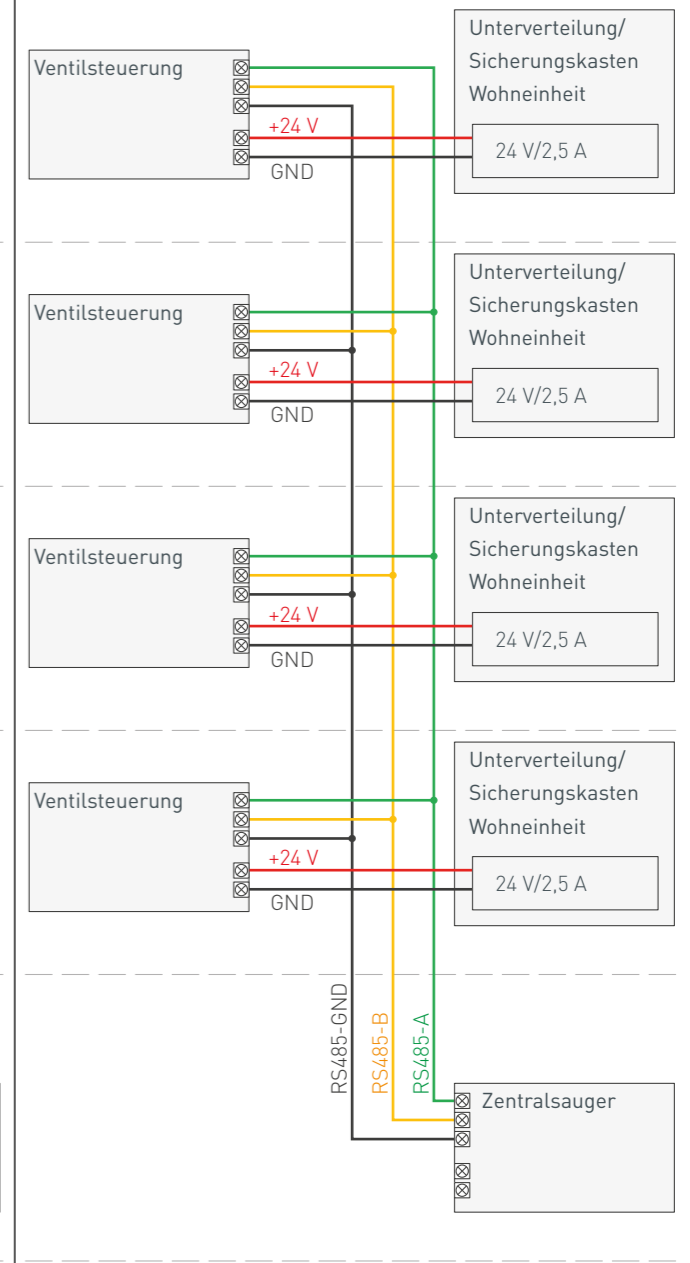 Ventilsteuerung
+24 V
GND
Unterverteilung/
Sicherungskasten
Wohneinheit
24 V/2,5 A
Ventilsteuerung
+24 V
GND
Unterverteilung/
Sicherungskasten
Wohneinheit
24 V/2,5 A
Ventilsteuerung
+24 V
GND
Unterverteilung/
Sicherungskasten
Wohneinheit
24 V/2,5 A
Ventilsteuerung
+24 V
GND
Unterverteilung/
Sicherungskasten
Wohneinheit
24 V/2,5 A
RS485-GND
RS485-B
RS485-A
Zentralsauger